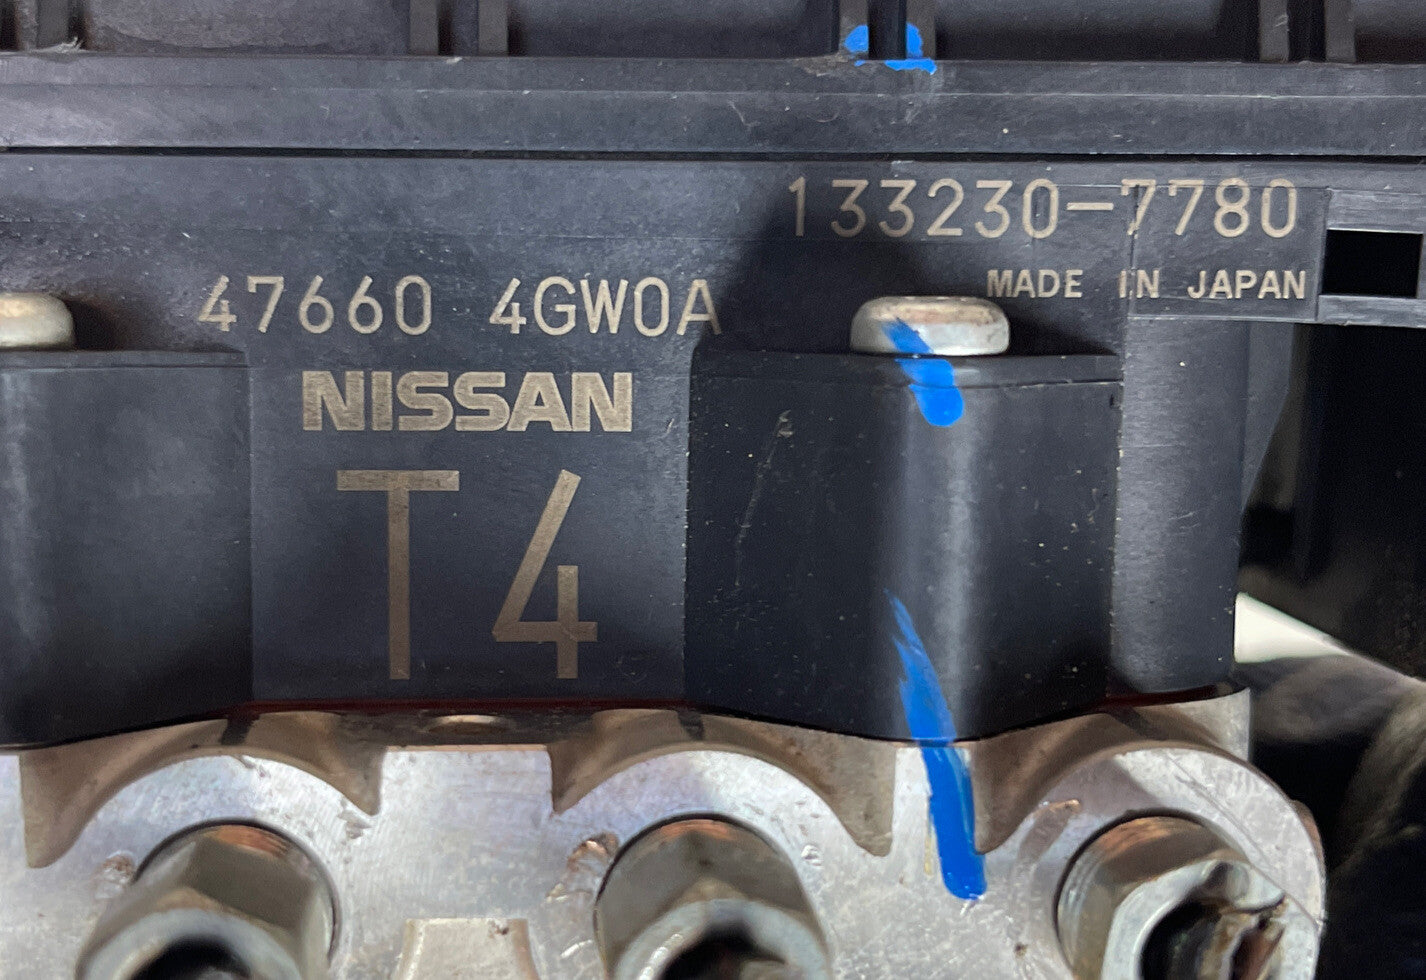 133230-7780
MADE IN JAPAN
47660 4GW0A
NISSAN
T4